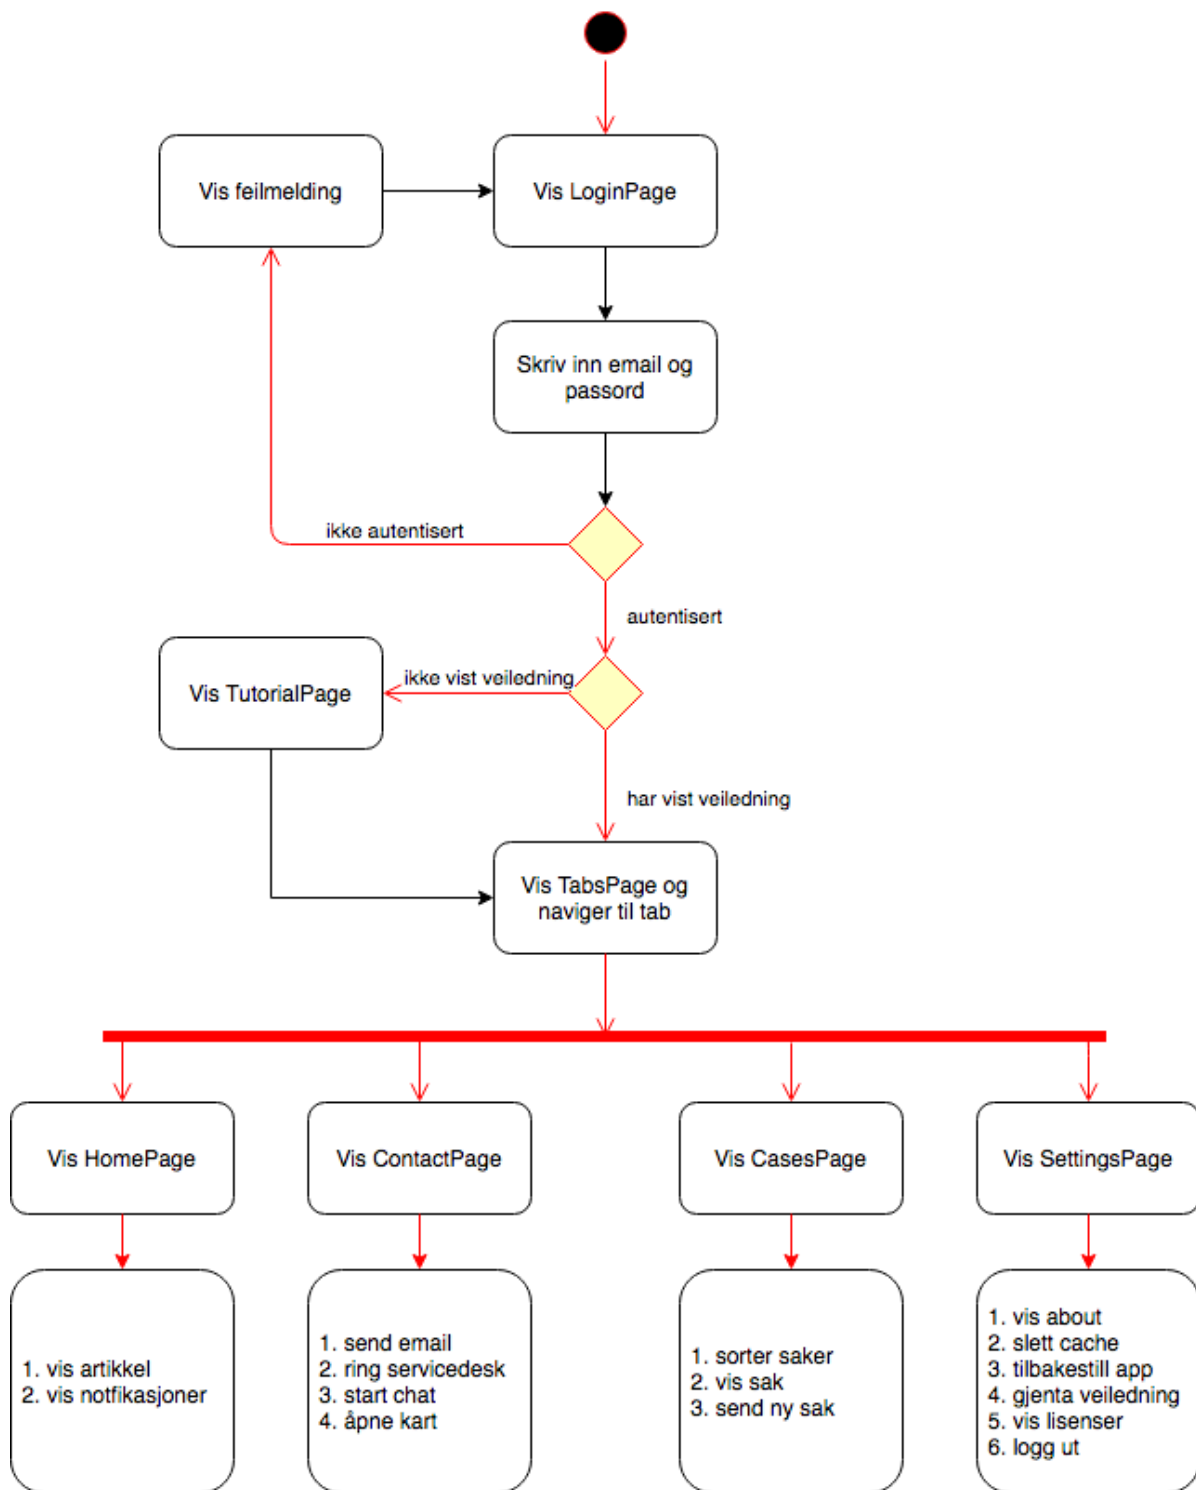 Vis feilmelding
Vis LoginPage
Skriv inn email og
passord
ikke autentisert
autentisert
ikke vist veiledning
Vis TutorialPage
har vist veiledning
Vis TabsPage og
naviger til tab
Vis HomePage
Vis ContactPage
Vis CasesPage
Vis SettingsPage
1. vis artikkel
2. vis notfikasjoner
1. send email
2. ring servicedesk
3. start chat
4. åpne kart
1. sorter saker
2. vis sak
3. send ny sak
1. vis about
2. slett cache
3. tilbakestill app
4. gjenta veiledning
5. vis lisenser
6. logg ut